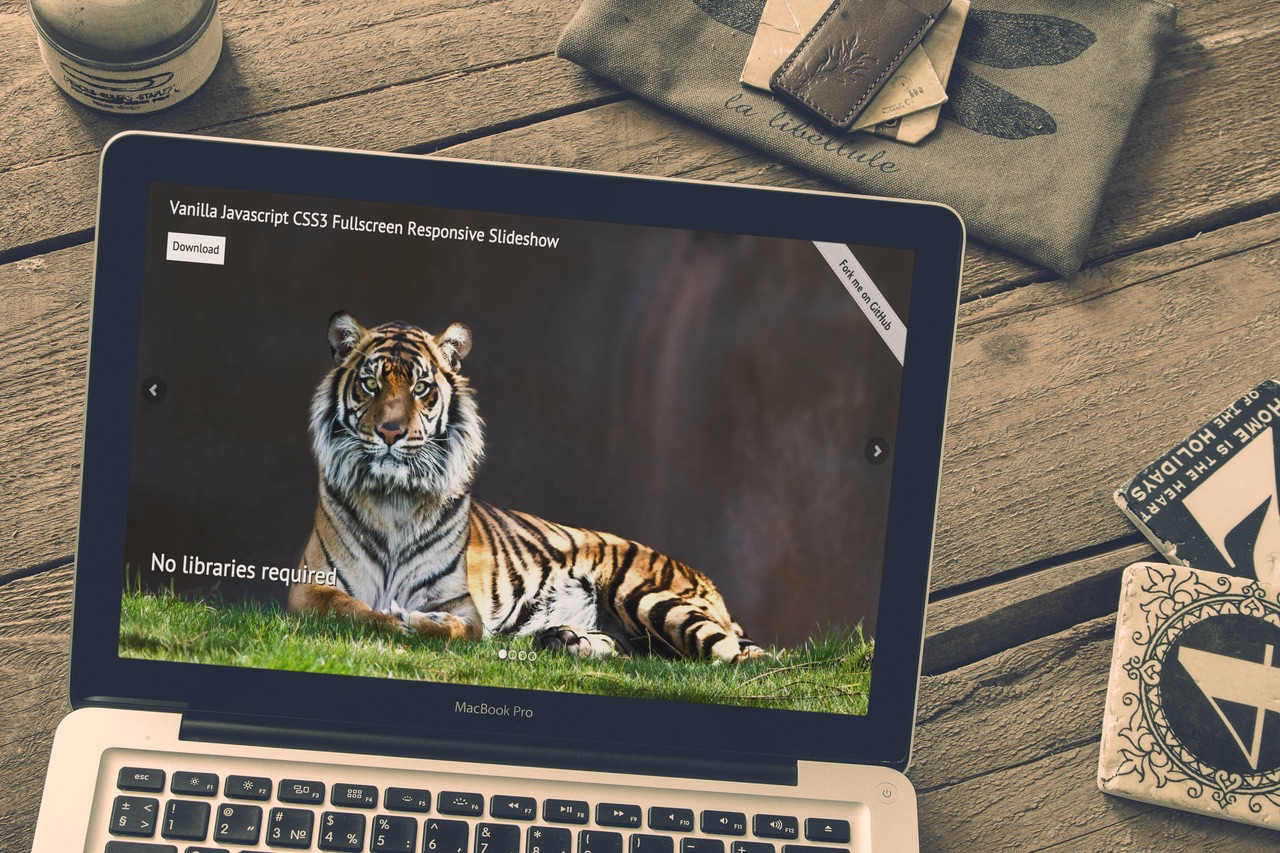 la libellule
Vanilla Javascript CSS3 Fullscreen Responsive Slideshow
Download
Fork me on GitHub
HOME IS THE HEART
OF THE HOLIDAYS
No libraries required
MacBook Pro
esc F1 F2 F3 F4 F5 F6 F7 F8 F9 F10 F11 F12
± § > < ! 1 @ 2 " # 3 № $ 4 % % 5 : ^ 6 , & 7 * 8